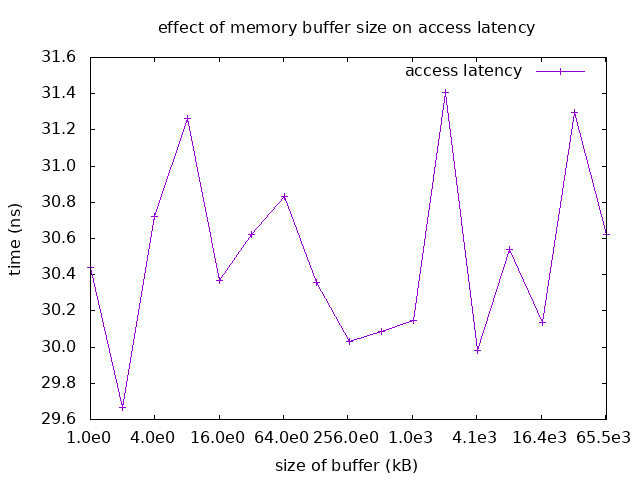 effect of memory buffer size on access latency
access latency
31.6
31.4
31.2
31.0
30.8
30.6
30.4
30.2
30.0
29.8
29.6
time (ns)
1.0e0 4.0e0 16.0e0 64.0e0 256.0e0 1.0e3 4.1e3 16.4e3 65.5e3
size of buffer (kB)